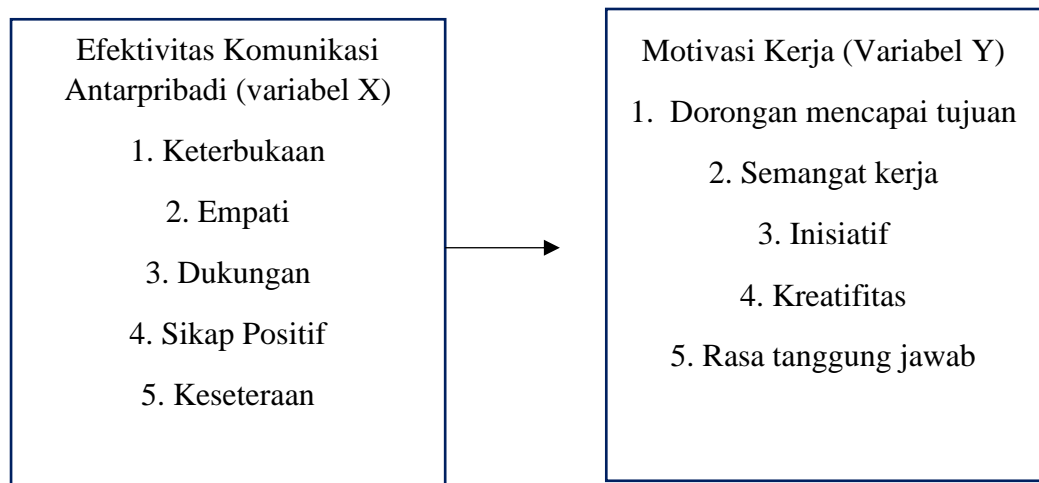 Efektivitas Komunikasi
Antarpribadi (variabel X)
1. Keterbukaan
2. Empati
3. Dukungan
4. Sikap Positif
5. Keseteraan
Motivasi Kerja (Variabel Y)
1. Dorongan mencapai tujuan
2. Semangat kerja
3. Inisiatif
4. Kreatifitas
5. Rasa tanggung jawab